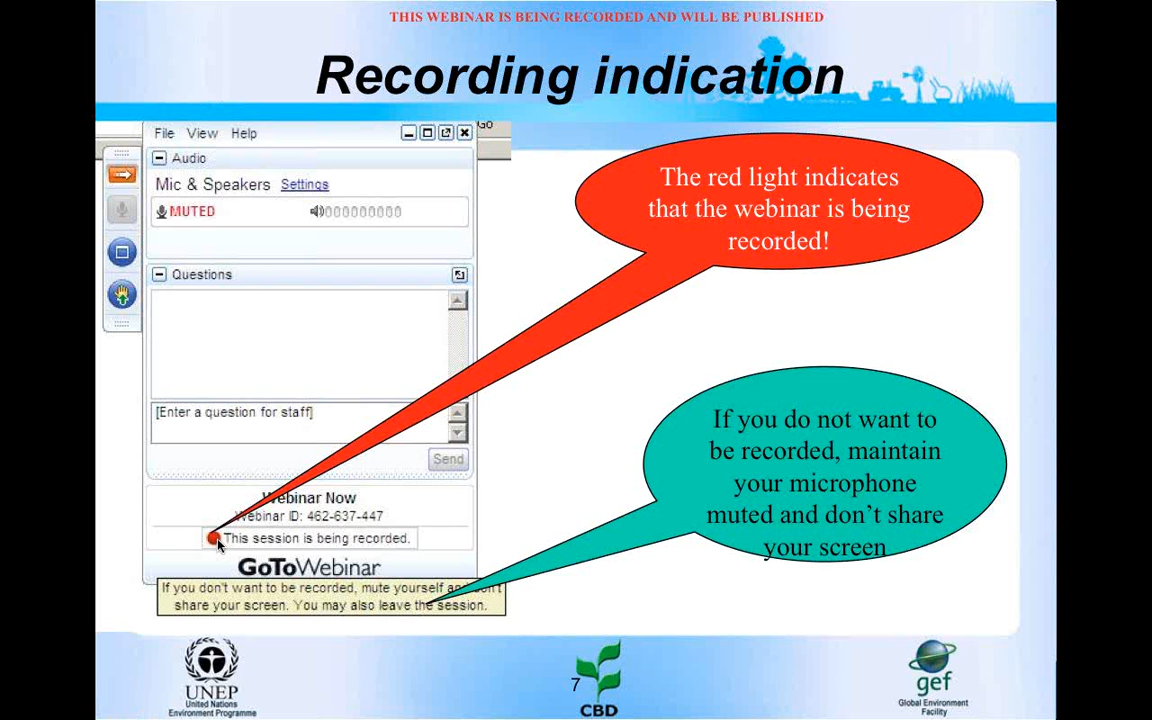 THIS WEBINAR IS BEING RECORDED AND WILL BE PUBLISHED
Recording indication
Go
File View Help
Audio
Mic & Speakers Settings
MUTED
The red light indicates
that the webinar is being
recorded!
Questions
[Enter a question for staff]
Send
If you do not want to
be recorded, maintain
your microphone
muted and don’t share
your screen
Webinar Now
Webinar ID: 462-637-447
This session is being recorded.
GoToWebinar
If you don't want to be recorded, mute yourself and don't
share your screen. You may also leave the session.
UNEP
United Nations
Environment Programme
7
CBD
gef
Global Environment
Facility